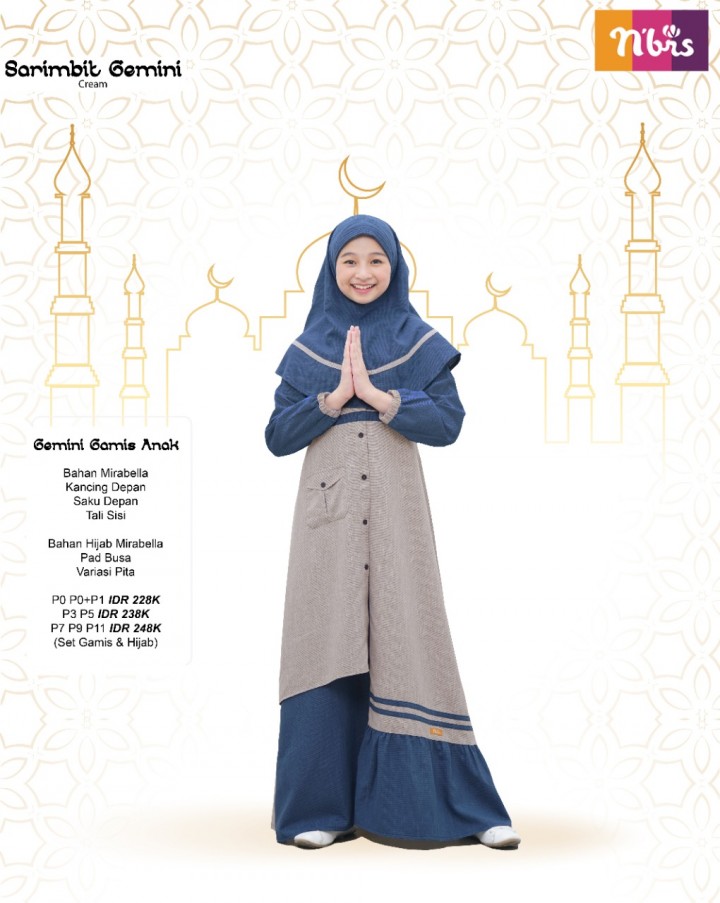 Sarimbit Gemini
Cream
Nbrs
Gemini Gamis Anak
Bahan Mirabella
Kancing Depan
Saku Depan
Tali Sisi
Bahan Hijab Mirabella
Pad Busa
Variasi Pita
P0 P0+P1 IDR 228K
P3 P5 IDR 238K
P7 P9 P11 IDR 248K
(Set Gamis & Hijab)